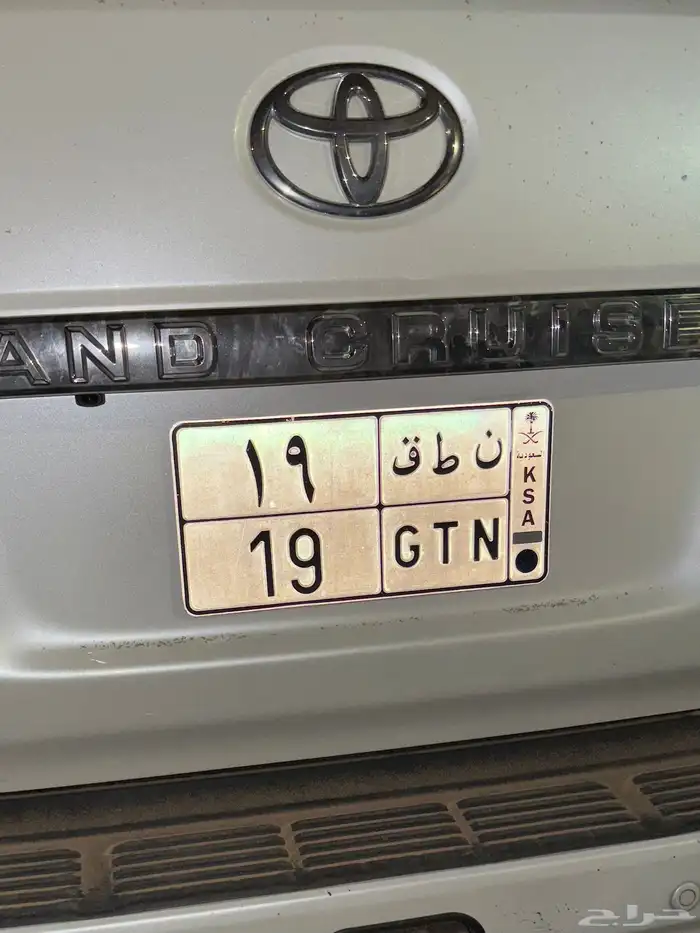 AND CRUISE
١٩ ن ط ق
19 GTN
السعودية
KSA
حراج